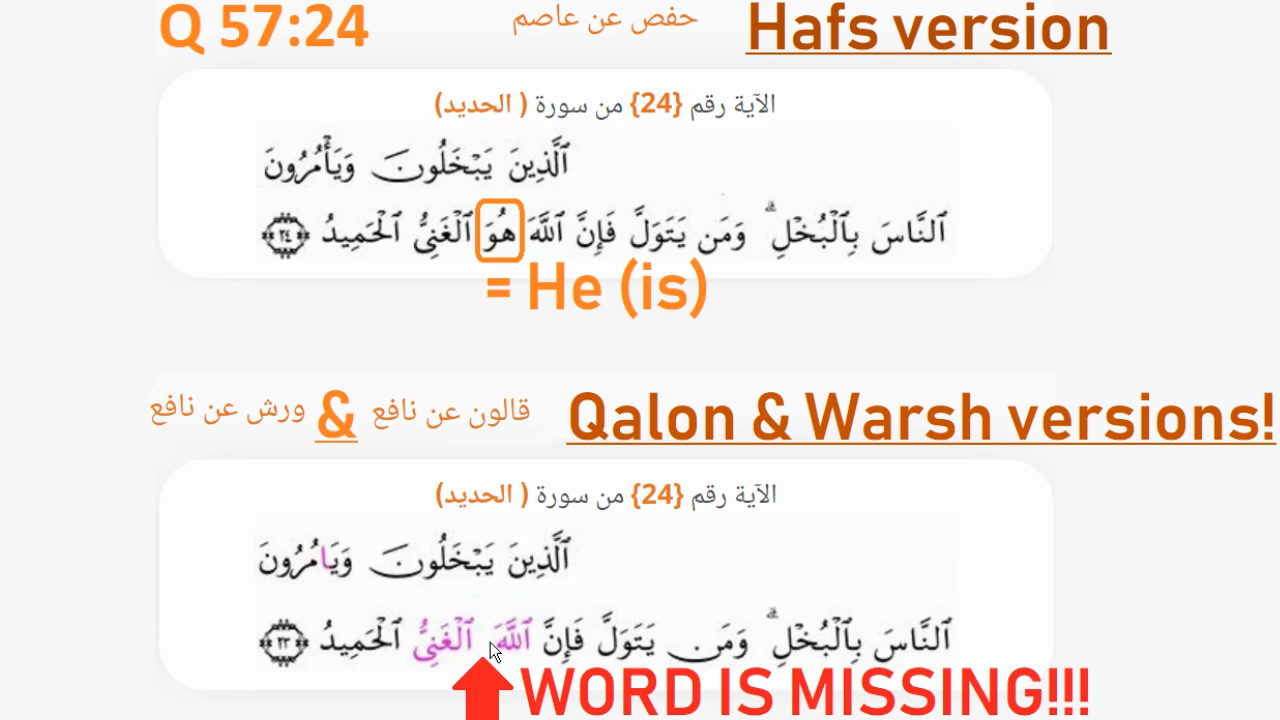 Q 57:24 حفص عن عاصم Hafs version
الآية رقم {24} من سورة ( الحديد)
ٱلَّذِينَ يَبْخَلُونَ وَيَأْمُرُونَ
ٱلنَّاسَ بِٱلْبُخْلِ ۗ وَمَن يَتَوَلَّ فَإِنَّ ٱللَّهَ هُوَ ٱلْغَنِىُّ ٱلْحَمِيدُ ﴿٢٤﴾
= He (is)
ورش عن نافع & قالون عن نافع Qalon & Warsh versions!
الآية رقم {24} من سورة ( الحديد)
ٱلَّذِينَ يَبْخَلُونَ وَيَامُرُونَ
ٱلنَّاسَ بِٱلْبُخْلِ ۗ وَمَن يَتَوَلَّ فَإِنَّ ٱللَّهَ ٱلْغَنِىُّ ٱلْحَمِيدُ ﴿٢٣﴾
WORD IS MISSING!!!